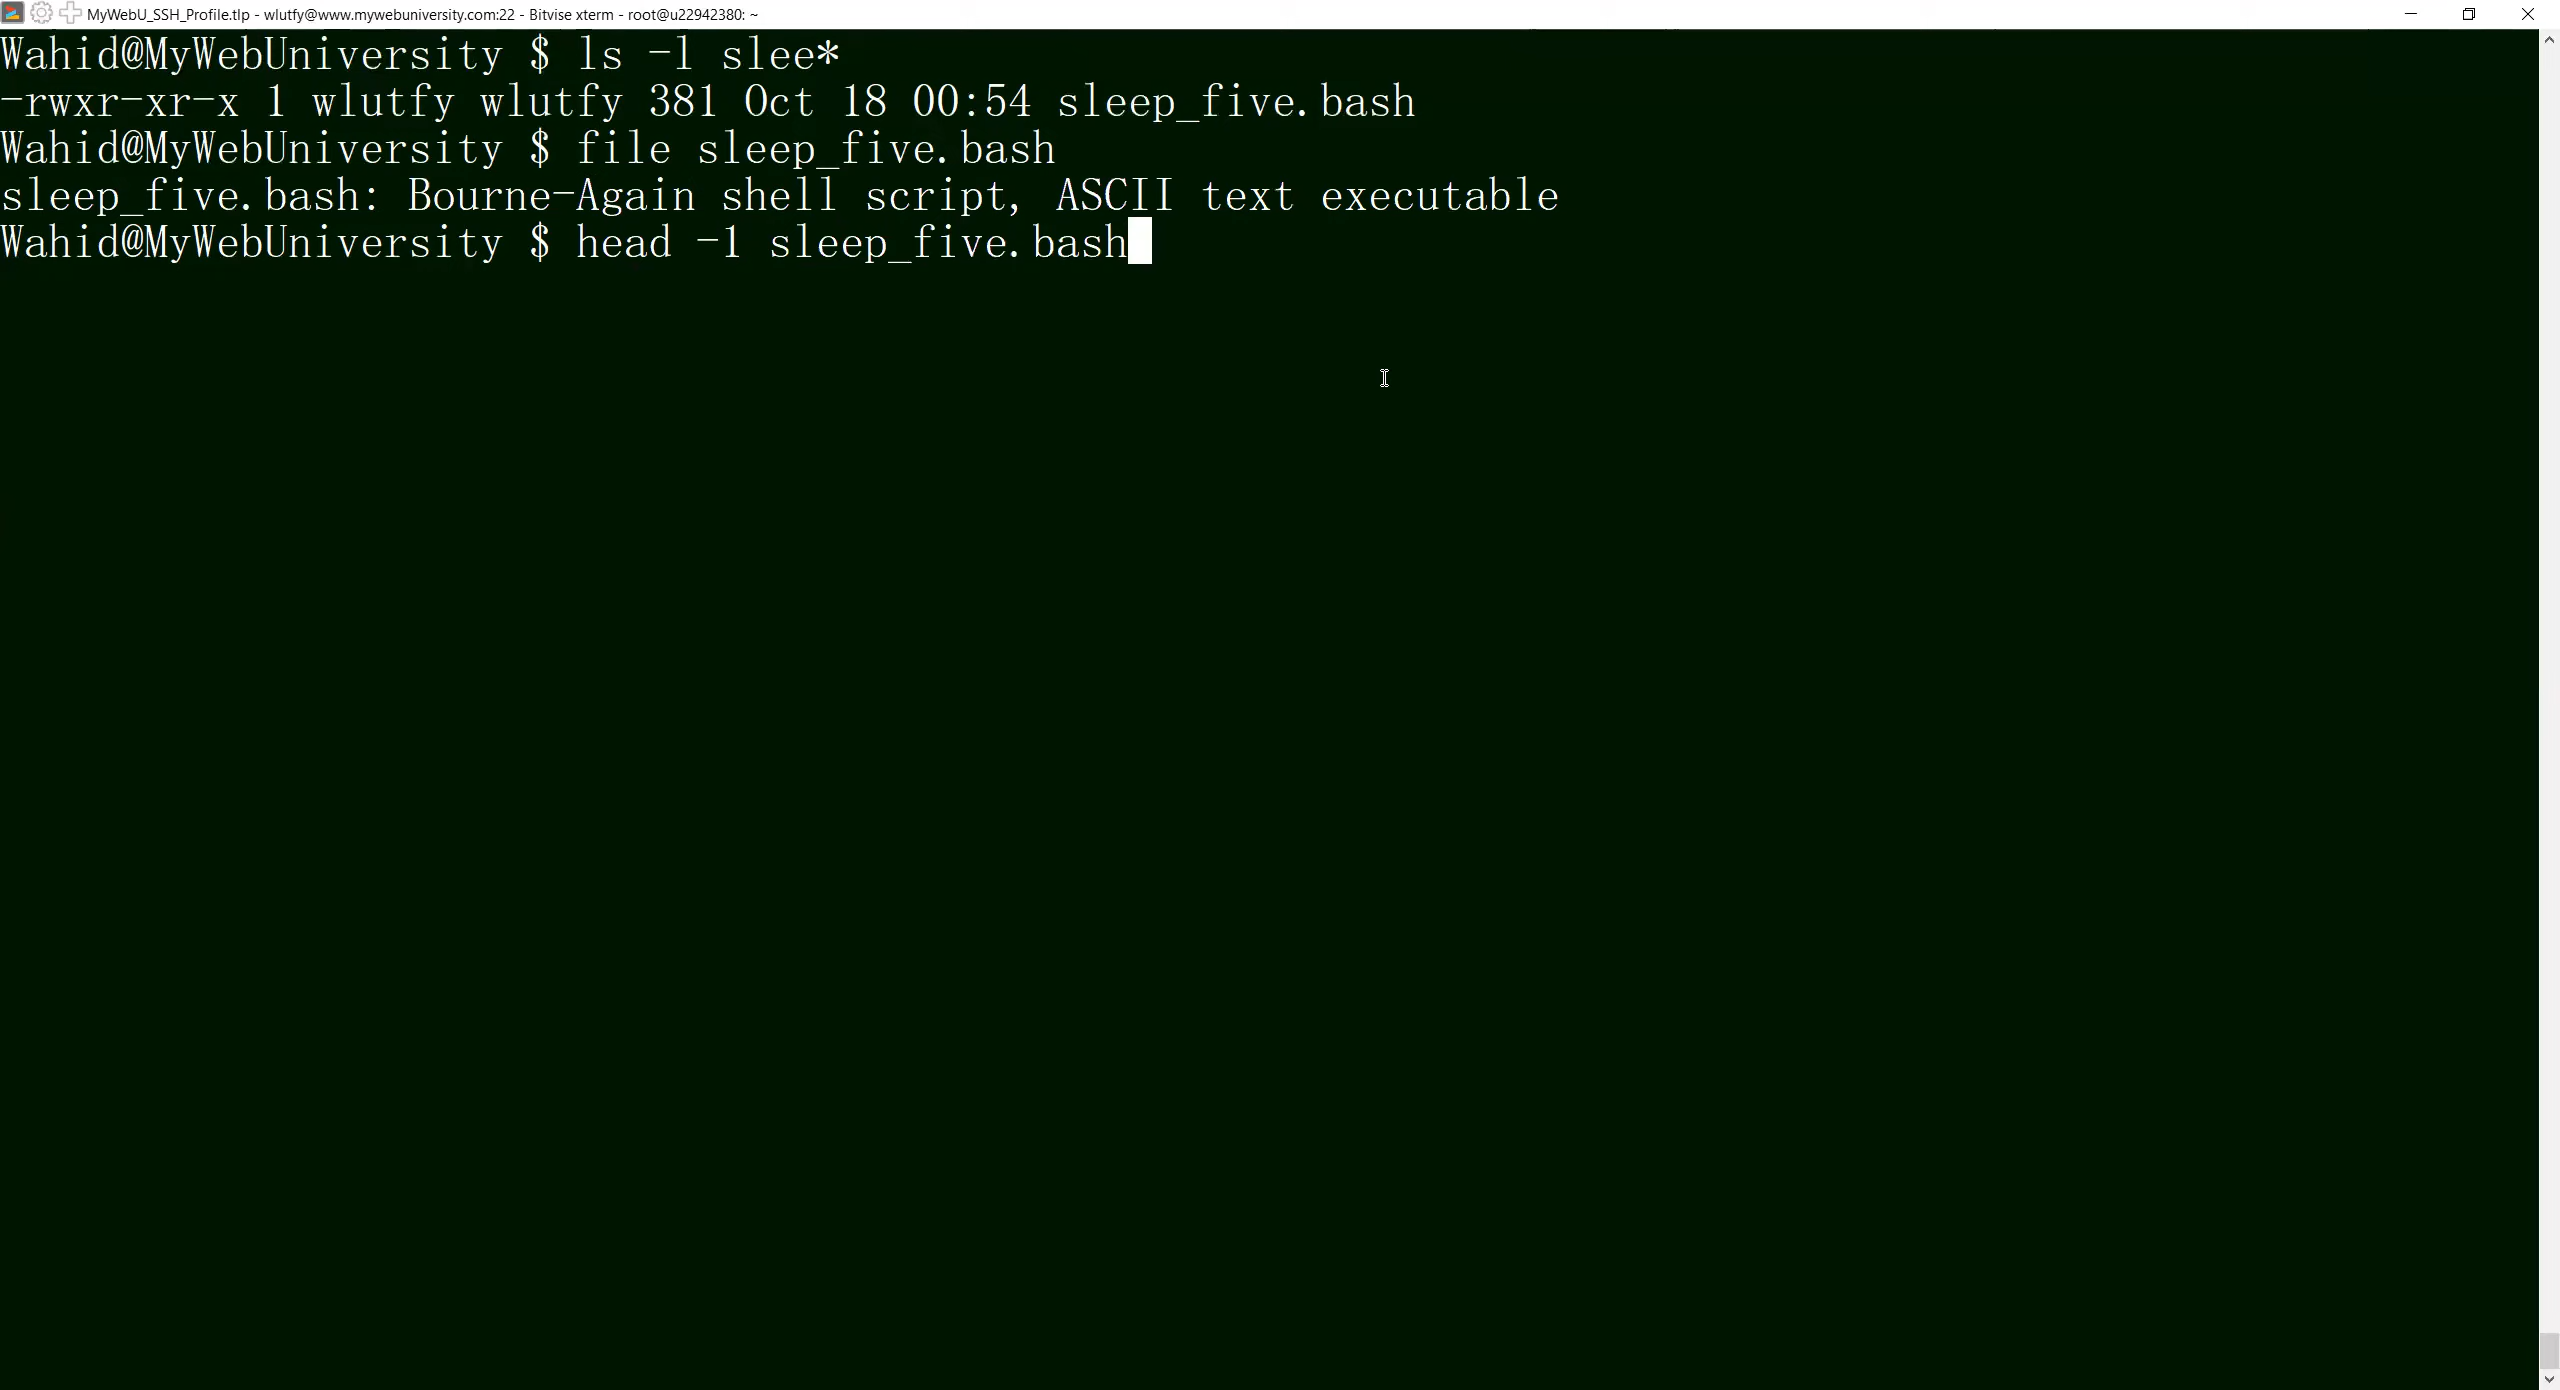 MyWebU_SSH_Profile.tlp - wlutfy@www.mywebuniversity.com:22 - Bitvise xterm - root@u22942380: ~
Wahid@MyWebUniversity $ ls -l slee*
-rwxr-xr-x 1 wlutfy wlutfy 381 Oct 18 00:54 sleep_five.bash
Wahid@MyWebUniversity $ file sleep_five.bash
sleep_five.bash: Bourne-Again shell script, ASCII text executable
Wahid@MyWebUniversity $ head -1 sleep_five.bash